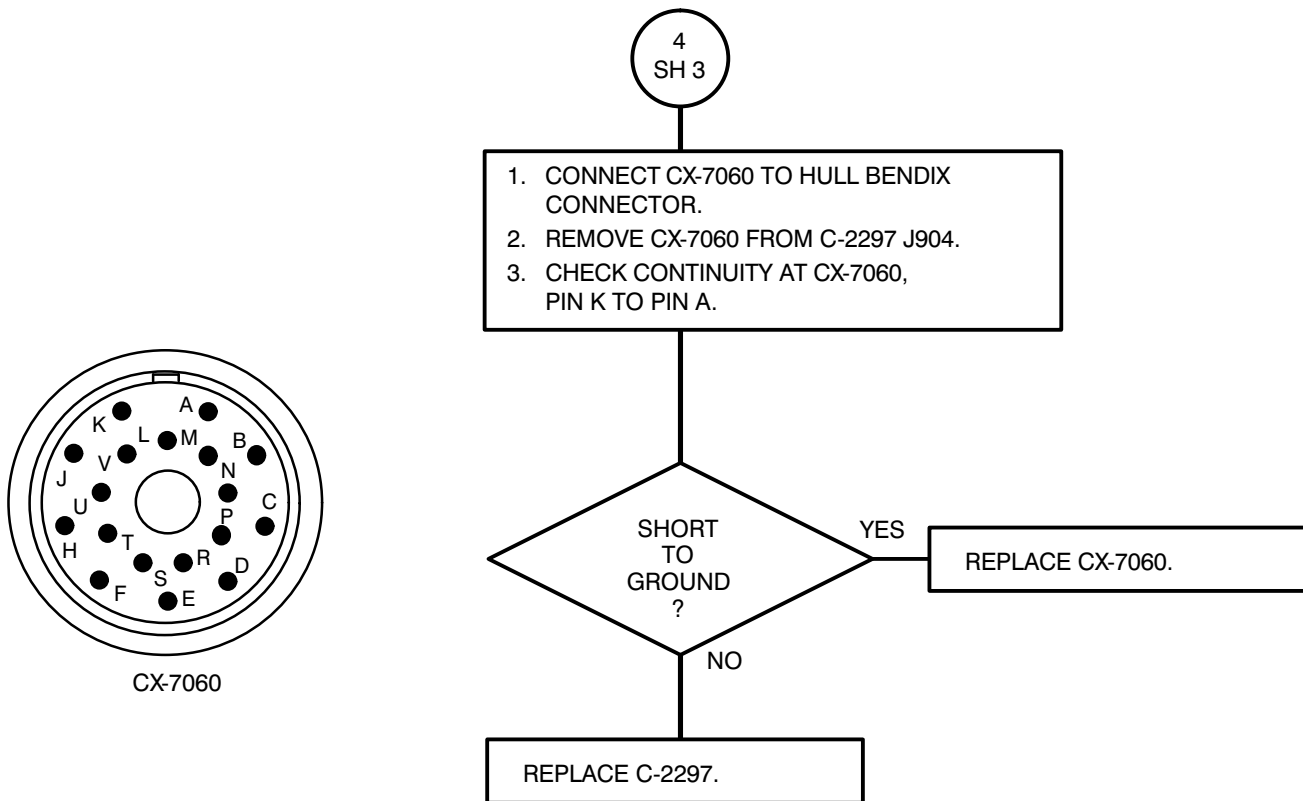 4
SH 3
1. CONNECT CX-7060 TO HULL BENDIX
CONNECTOR.
2. REMOVE CX-7060 FROM C-2297 J904.
3. CHECK CONTINUITY AT CX-7060,
PIN K TO PIN A.
K
A
L
M
B
J
V
N
U
C
P
H
T
R
D
F
S
E
CX-7060
SHORT
TO
GROUND
?
YES
REPLACE CX-7060.
NO
REPLACE C-2297.